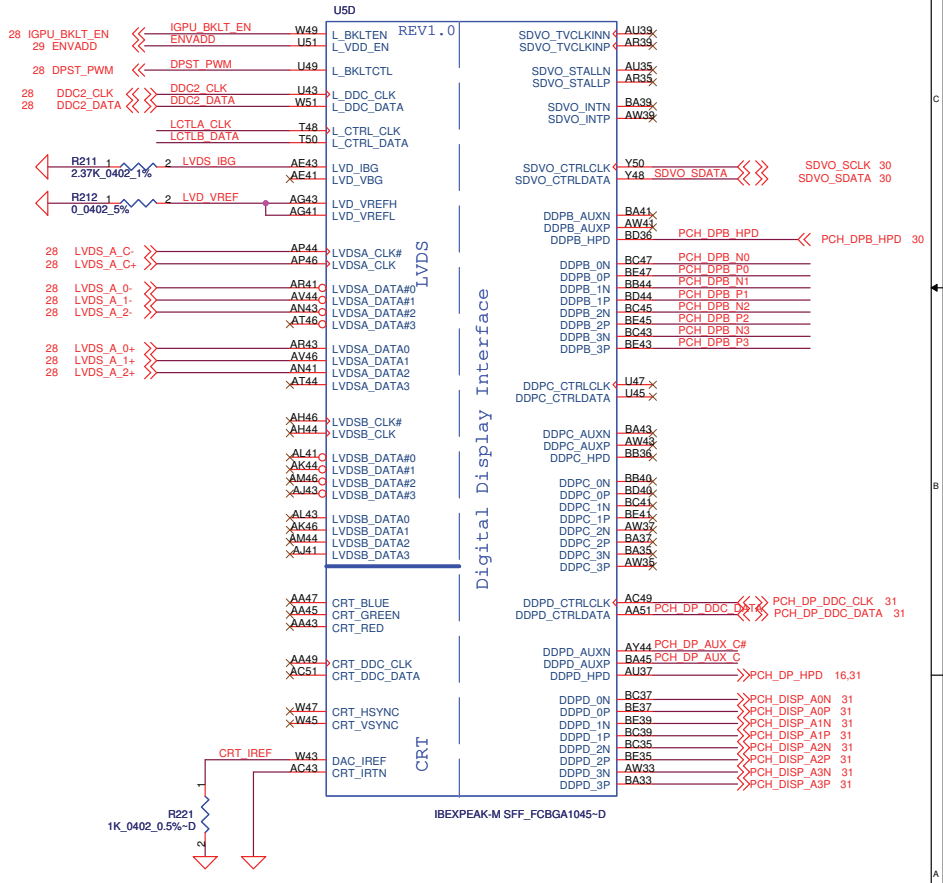 U5D
REV1.0
28 IGPU_BKLT_EN IGPU_BKLT_EN W49 L_BKLTEN
29 ENVADD ENVADD U51 L_VDD_EN
28 DPST_PWM DPST_PWM U49 L_BKLTCTL
28 DDC2_CLK DDC2_CLK U43 L_DDC_CLK
28 DDC2_DATA DDC2_DATA W51 L_DDC_DATA
LCTLA_CLK T48 L_CTRL_CLK
LCTLB_DATA T50 L_CTRL_DATA
R211 1 2 LVDS_IBG AE43 LVD_IBG
2.37K_0402_1% AE41 LVD_VBG
R212 1 2 LVD_VREF AG43 LVD_VREFH
0_0402_5% AG41 LVD_VREFL
28 LVDS_A_C- AP44 LVDSA_CLK#
28 LVDS_A_C+ AP46 LVDSA_CLK
28 LVDS_A_0- AR41 LVDSA_DATA#0
28 LVDS_A_1- AV44 LVDSA_DATA#1
28 LVDS_A_2- AN43 LVDSA_DATA#2
AT46 LVDSA_DATA#3
28 LVDS_A_0+ AR43 LVDSA_DATA0
28 LVDS_A_1+ AV46 LVDSA_DATA1
28 LVDS_A_2+ AN41 LVDSA_DATA2
AT44 LVDSA_DATA3
AH46 LVDSB_CLK#
AH44 LVDSB_CLK
AL41 LVDSB_DATA#0
AK44 LVDSB_DATA#1
AM46 LVDSB_DATA#2
AJ43 LVDSB_DATA#3
AL43 LVDSB_DATA0
AK46 LVDSB_DATA1
AM44 LVDSB_DATA2
AJ41 LVDSB_DATA3
AA47 CRT_BLUE
AA45 CRT_GREEN
AA43 CRT_RED
AA49 CRT_DDC_CLK
AC51 CRT_DDC_DATA
W47 CRT_HSYNC
W45 CRT_VSYNC
CRT_IREF W43 DAC_IREF
AC43 CRT_IRTN
1
R221
1K_0402_0.5%~D
2
LVDS
CRT
Digital Display Interface
SDVO_TVCLKINN AU39
SDVO_TVCLKINP AR39
SDVO_STALLN AU35
SDVO_STALLP AR35
SDVO_INTN BA39
SDVO_INTP AW39
SDVO_CTRLCLK Y50 SDVO_SCLK 30
SDVO_CTRLDATA Y48 SDVO_SDATA SDVO_SDATA 30
DDPB_AUXN BA41
DDPB_AUXP AW41
DDPB_HPD BD36 PCH_DPB_HPD PCH_DPB_HPD 30
DDPB_0N BC47 PCH_DPB_N0
DDPB_0P BE47 PCH_DPB_P0
DDPB_1N BB44 PCH_DPB_N1
DDPB_1P BD44 PCH_DPB_P1
DDPB_2N BC45 PCH_DPB_N2
DDPB_2P BE45 PCH_DPB_P2
DDPB_3N BC43 PCH_DPB_N3
DDPB_3P BE43 PCH_DPB_P3
DDPC_CTRLCLK U47
DDPC_CTRLDATA U45
DDPC_AUXN BA43
DDPC_AUXP AW43
DDPC_HPD BB36
DDPC_0N BB40
DDPC_0P BD40
DDPC_1N BC41
DDPC_1P BE41
DDPC_2N AW37
DDPC_2P BA37
DDPC_3N BA35
DDPC_3P AW35
DDPD_CTRLCLK AC49 PCH_DP_DDC_CLK 31
DDPD_CTRLDATA AA51 PCH_DP_DDC_DATA PCH_DP_DDC_DATA 31
DDPD_AUXN AY44 PCH_DP_AUX_C#
DDPD_AUXP BA45 PCH_DP_AUX_C
DDPD_HPD AU37 PCH_DP_HPD 16,31
DDPD_0N BC37 PCH_DISP_A0N 31
DDPD_0P BE37 PCH_DISP_A0P 31
DDPD_1N BE39 PCH_DISP_A1N 31
DDPD_1P BC39 PCH_DISP_A1P 31
DDPD_2N BC35 PCH_DISP_A2N 31
DDPD_2P BE35 PCH_DISP_A2P 31
DDPD_3N AW33 PCH_DISP_A3N 31
DDPD_3P BA33 PCH_DISP_A3P 31
IBEXPEAK-M SFF_FCBGA1045~D
C
B
A